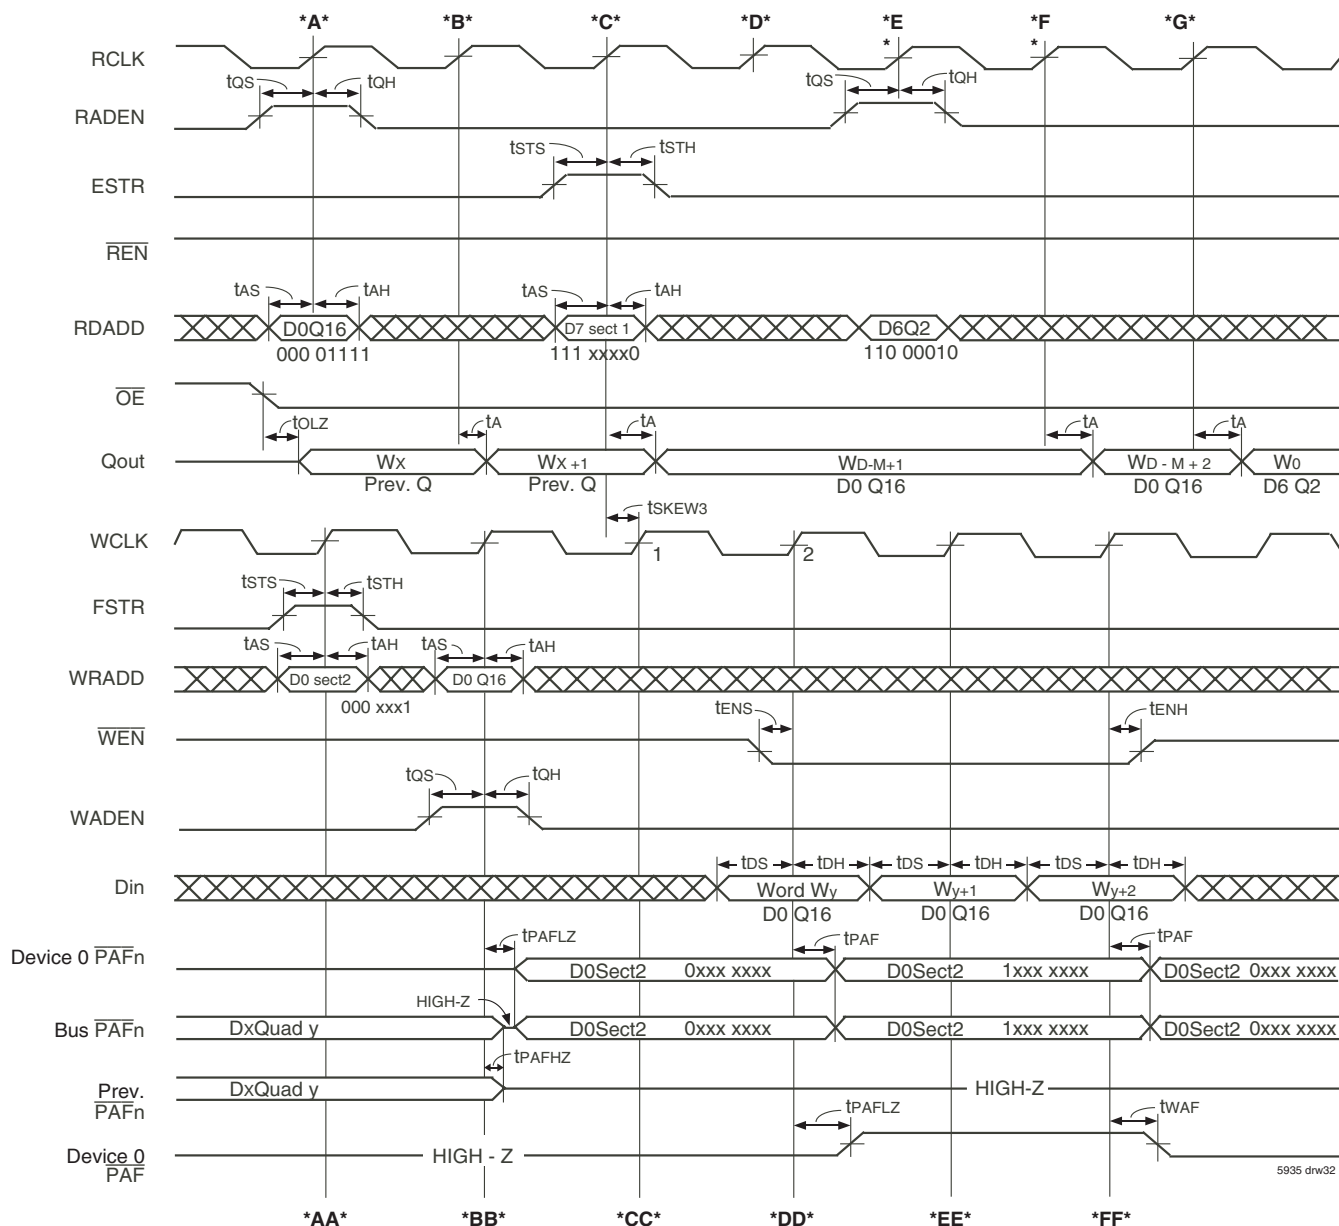 *A* *B* *C* *D* *E * *F * *G*
RCLK
tQS tQH tQS tQH
RADEN
tSTS tSTH
ESTR
REN
tAS tAH tAS tAH
RDADD D0Q16 D7 sect 1 D6Q2
000 01111 111 xxxx0 110 00010
OE
tOLZ tA tA tA tA
Qout WX WX +1 WD-M+1 WD - M + 2 W0
Prev. Q Prev. Q D0 Q16 D0 Q16 D6 Q2
tSKEW3
WCLK 1 2
tSTS tSTH
FSTR
tAS tAH tAS tAH
WRADD D0 sect2 D0 Q16
000 xxx1
tENS tENH
WEN
tQS tQH
WADEN
tDS tDH tDS tDH tDS tDH
Din Word Wy Wy+1 Wy+2
D0 Q16 D0 Q16 D0 Q16
tPAFLZ tPAF tPAF
Device 0 PAFn D0Sect2 0xxx xxxx D0Sect2 1xxx xxxx D0Sect2 0xxx xxxx
HIGH-Z
Bus PAFn DxQuad y D0Sect2 0xxx xxxx D0Sect2 1xxx xxxx D0Sect2 0xxx xxxx
tPAFHZ
Prev. PAFn DxQuad y HIGH-Z
tPAFLZ tWAF
Device 0 PAF HIGH - Z
5935 drw32
*AA* *BB* *CC* *DD* *EE* *FF*